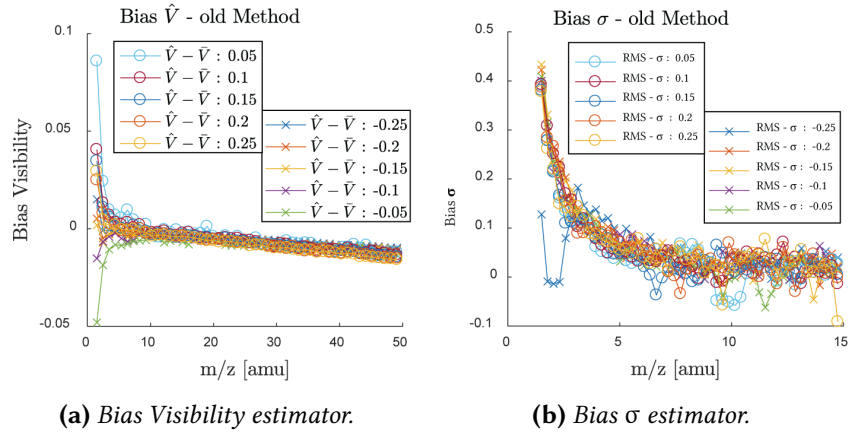 Bias V̂ - old Method
0.1
0.05
0
-0.05
Bias Visibility
V̂ − V̄ : 0.05
V̂ − V̄ : 0.1
V̂ − V̄ : 0.15
V̂ − V̄ : 0.2
V̂ − V̄ : 0.25
V̂ − V̄ : -0.25
V̂ − V̄ : -0.2
V̂ − V̄ : -0.15
V̂ − V̄ : -0.1
V̂ − V̄ : -0.05
0 10 20 30 40 50
m/z [amu]
(a) Bias Visibility estimator.
Bias σ - old Method
0.5
0.4
0.3
0.2
0.1
0
-0.1
Bias σ
RMS - σ : 0.05
RMS - σ : 0.1
RMS - σ : 0.15
RMS - σ : 0.2
RMS - σ : 0.25
RMS - σ : -0.25
RMS - σ : -0.2
RMS - σ : -0.15
RMS - σ : -0.1
RMS - σ : -0.05
0 5 10 15
m/z [amu]
(b) Bias σ estimator.